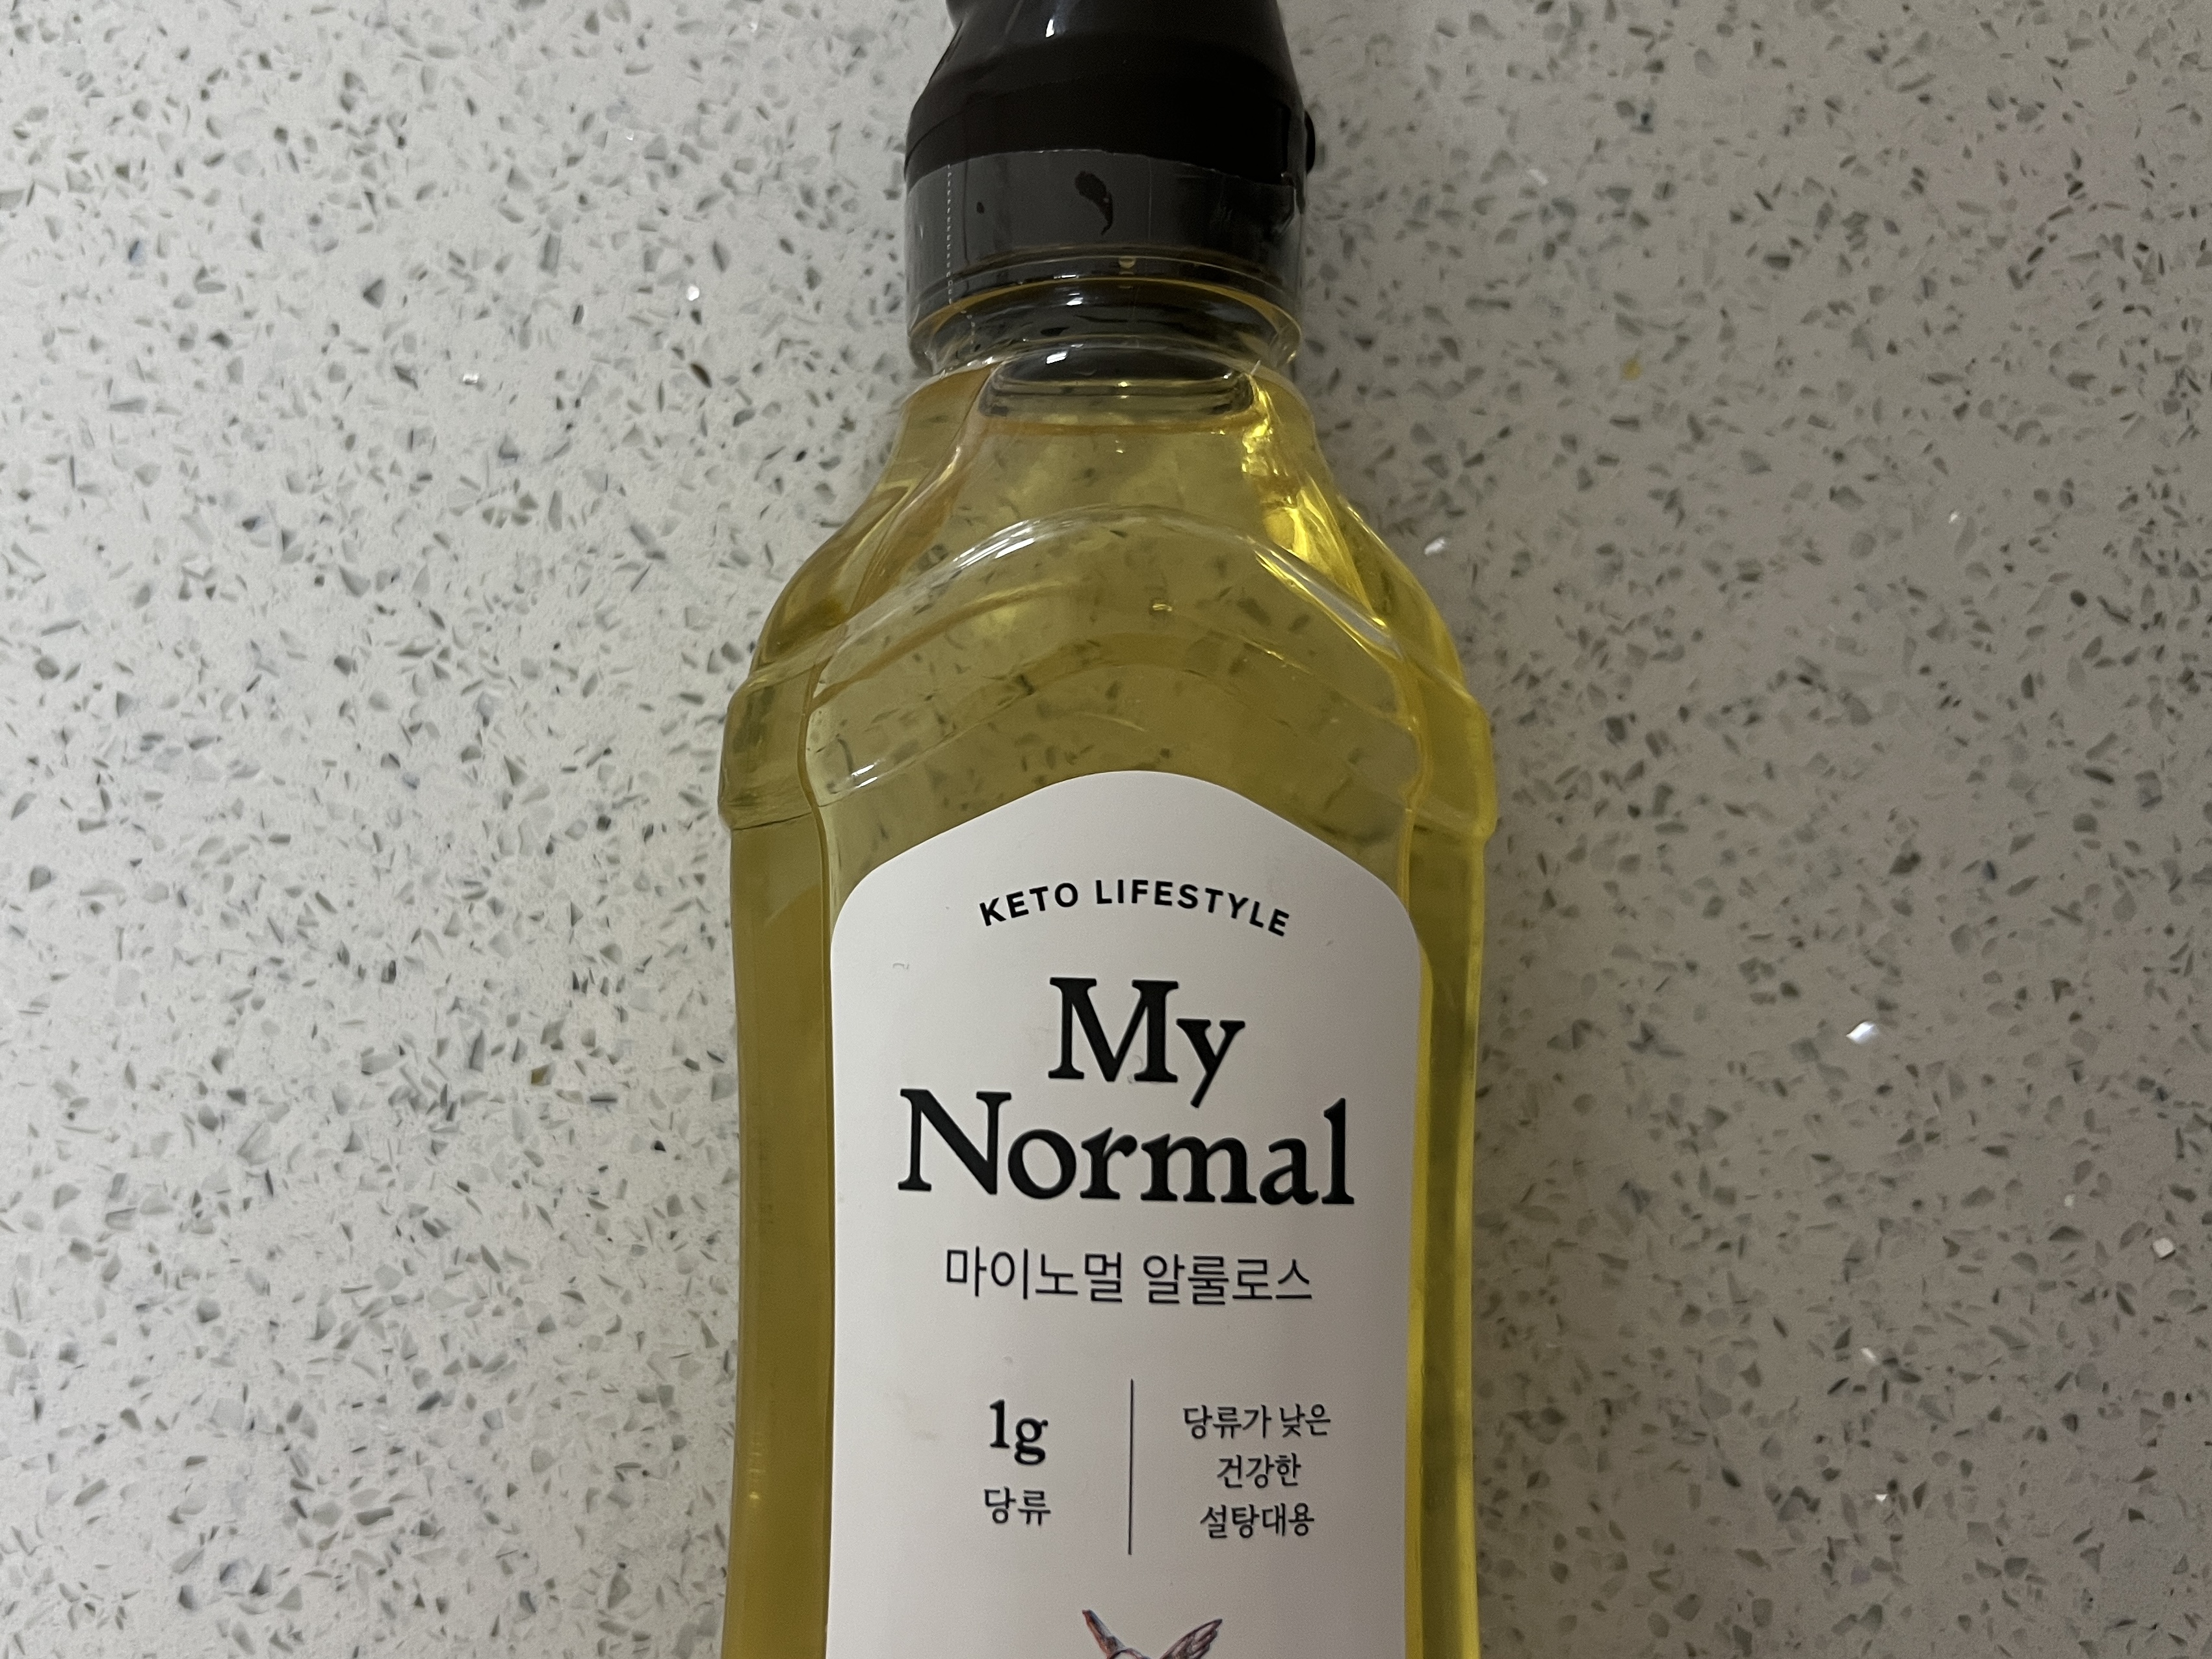 KETO LIFESTYLE
My
Normal
마이노멀 알룰로스
1g
당류
당류가 낮은
건강한
설탕대용